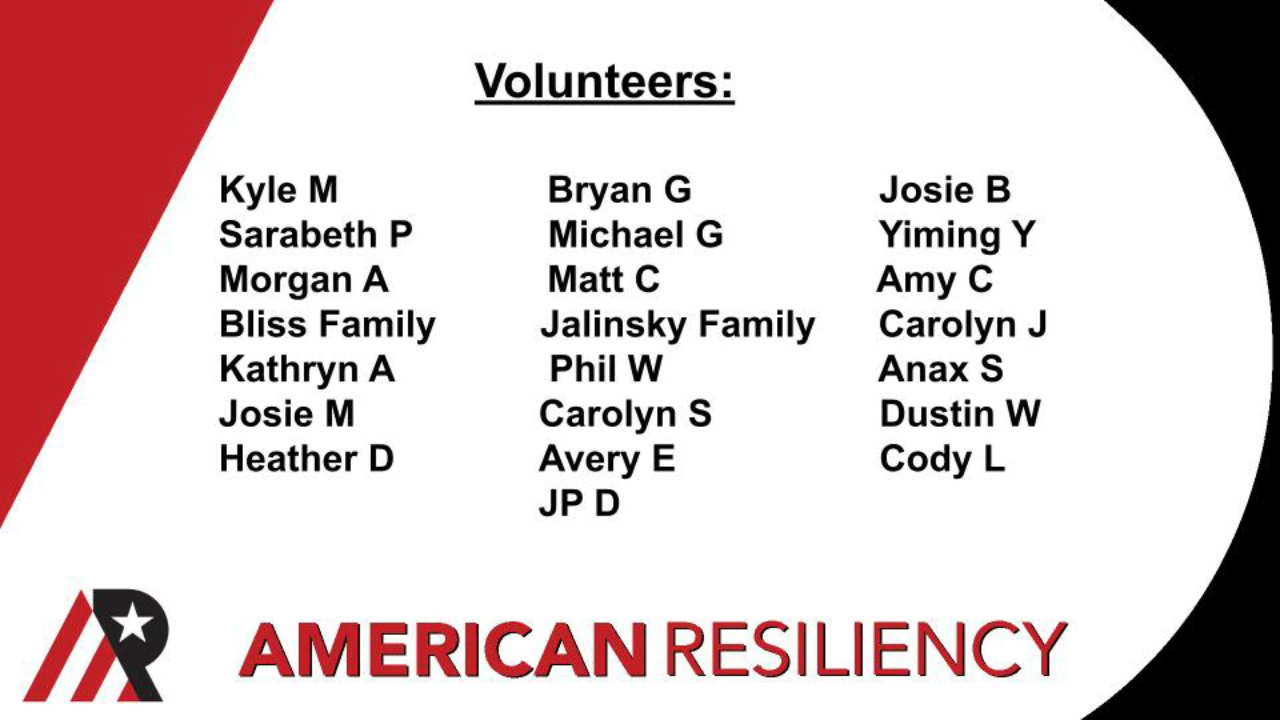 Volunteers:
Kyle M
Sarabeth P
Morgan A
Bliss Family
Kathryn A
Josie M
Heather D
Bryan G
Michael G
Matt C
Jalinsky Family
Phil W
Carolyn S
Avery E
JP D
Josie B
Yiming Y
Amy C
Carolyn J
Anax S
Dustin W
Cody L
AMERICAN RESILIENCY